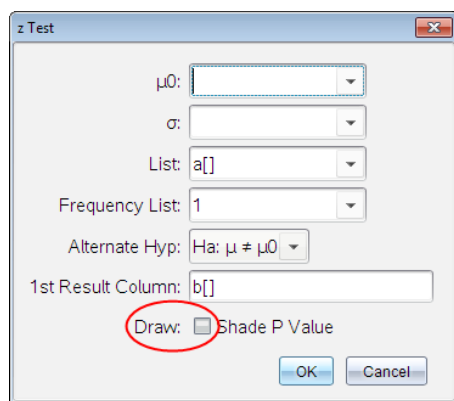 z Test
μ0:
σ:
List: a[]
Frequency List: 1
Alternate Hyp: Ha: μ ≠ μ0
1st Result Column: b[]
Draw: Shade P Value
OK Cancel